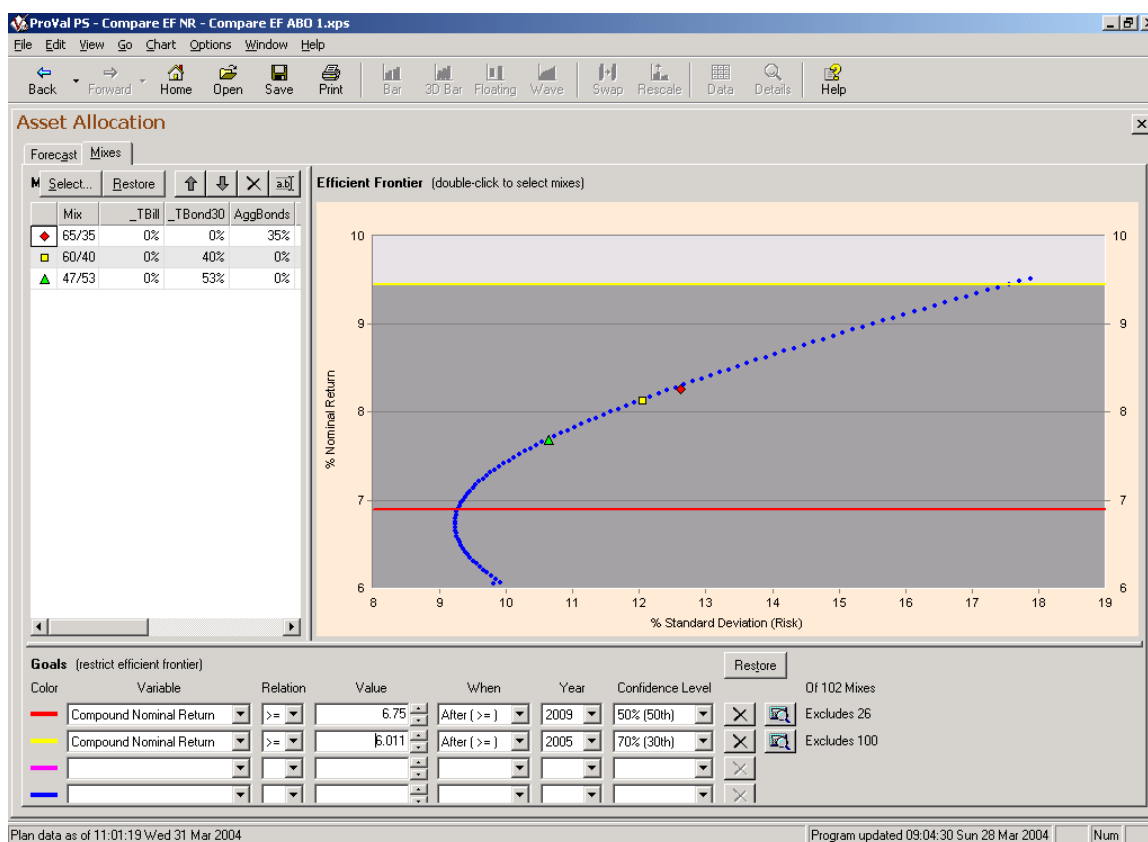 ProVal PS - Compare EF NR - Compare EF ABO 1.xps
File Edit View Go Chart Options Window Help
Back Forward Home Open Save Print Bar 3D Bar Floating Wave Swap Rescale Data Details Help
Asset Allocation
Forecast Mixes
M Select... Restore a.b
Mix _TBill _TBond30 AggBonds
65/35 0% 0% 35%
60/40 0% 40% 0%
47/53 0% 53% 0%
Efficient Frontier (double-click to select mixes)
10 10
9 9
8 8
7 7
6 6
% Nominal Return
8 9 10 11 12 13 14 15 16 17 18 19
% Standard Deviation (Risk)
Goals (restrict efficient frontier)
Restore
Color Variable Relation Value When Year Confidence Level Of 102 Mixes
Compound Nominal Return >= 6.75 After ( >= ) 2009 50% (50th) Excludes 26
Compound Nominal Return >= 6.011 After ( >= ) 2005 70% (30th) Excludes 100
Plan data as of 11:01:19 Wed 31 Mar 2004
Program updated 09:04:30 Sun 28 Mar 2004 Num